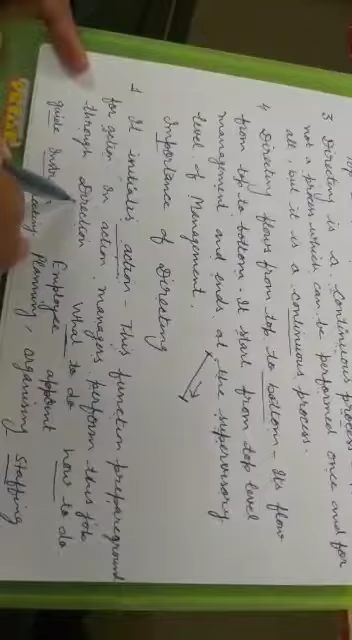 3 Directing is a continuous process -
not a process which can be performed once and for
all, but it is a continuous process.
4 Directing flows from top to bottom - Its flow
from top to bottom. It start from top level
management and ends at the supervisory
level of Management.
Importance of Directing
1 It initiates action - This function prepareground
for action. In action managers perform this job
through direction What to do how to do
Employee appoint
guide Planning, organising Staffing